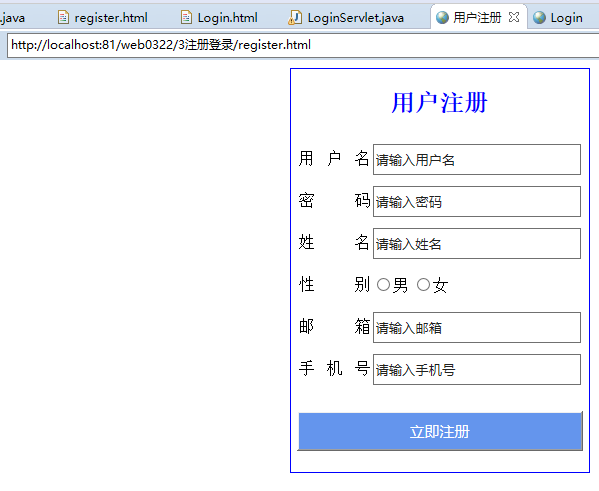 .java register.html Login.html LoginServlet.java 用户注册 Login
http://localhost:81/web0322/3注册登录/register.html
用户注册
用 户 名 请输入用户名
密 码 请输入密码
姓 名 请输入姓名
性 别 男 女
邮 箱 请输入邮箱
手 机 号 请输入手机号
立即注册